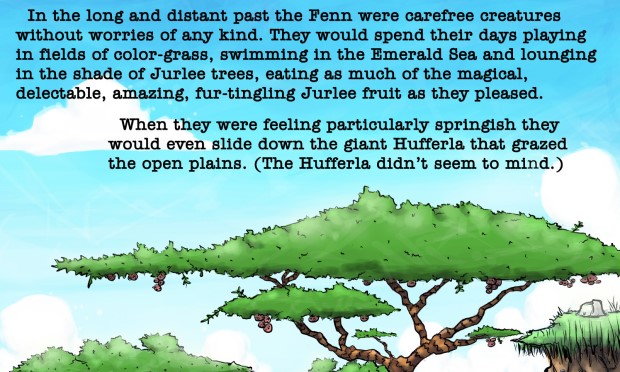 In the long and distant past the Fenn were carefree creatures
without worries of any kind. They would spend their days playing
in fields of color-grass, swimming in the Emerald Sea and lounging
in the shade of Jurlee trees, eating as much of the magical,
delectable, amazing, fur-tingling Jurlee fruit as they pleased.
When they were feeling particularly springish they
would even slide down the giant Hufferla that grazed
the open plains. (The Hufferla didn't seem to mind.)